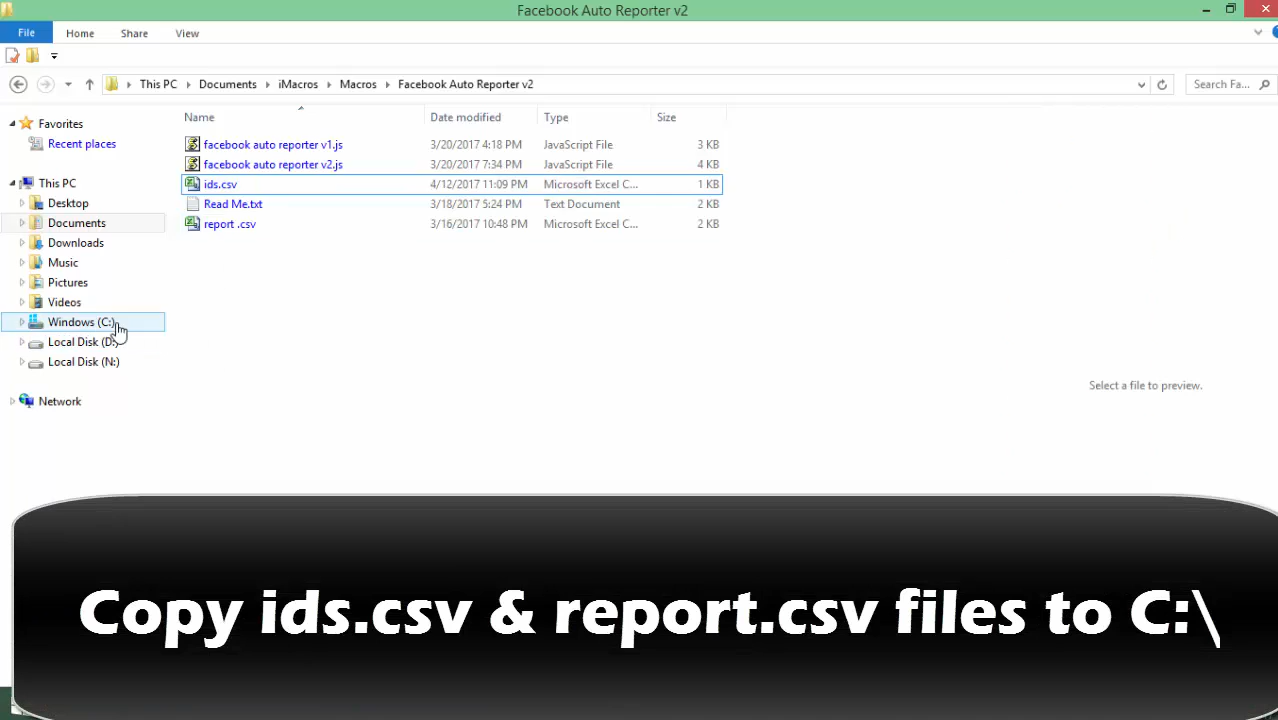 Facebook Auto Reporter v2
File Home Share View
This PC Documents iMacros Macros Facebook Auto Reporter v2 Search Fa...
Name Date modified Type Size
Favorites
Recent places
This PC
Desktop
Documents
Downloads
Music
Pictures
Videos
Windows (C:)
Local Disk (D:)
Local Disk (N:)
Network
facebook auto reporter v1.js 3/20/2017 4:18 PM JavaScript File 3 KB
facebook auto reporter v2.js 3/20/2017 7:34 PM JavaScript File 4 KB
ids.csv 4/12/2017 11:09 PM Microsoft Excel C... 1 KB
Read Me.txt 3/18/2017 5:24 PM Text Document 2 KB
report .csv 3/16/2017 10:48 PM Microsoft Excel C... 2 KB
Select a file to preview.
Copy ids.csv & report.csv files to C:\